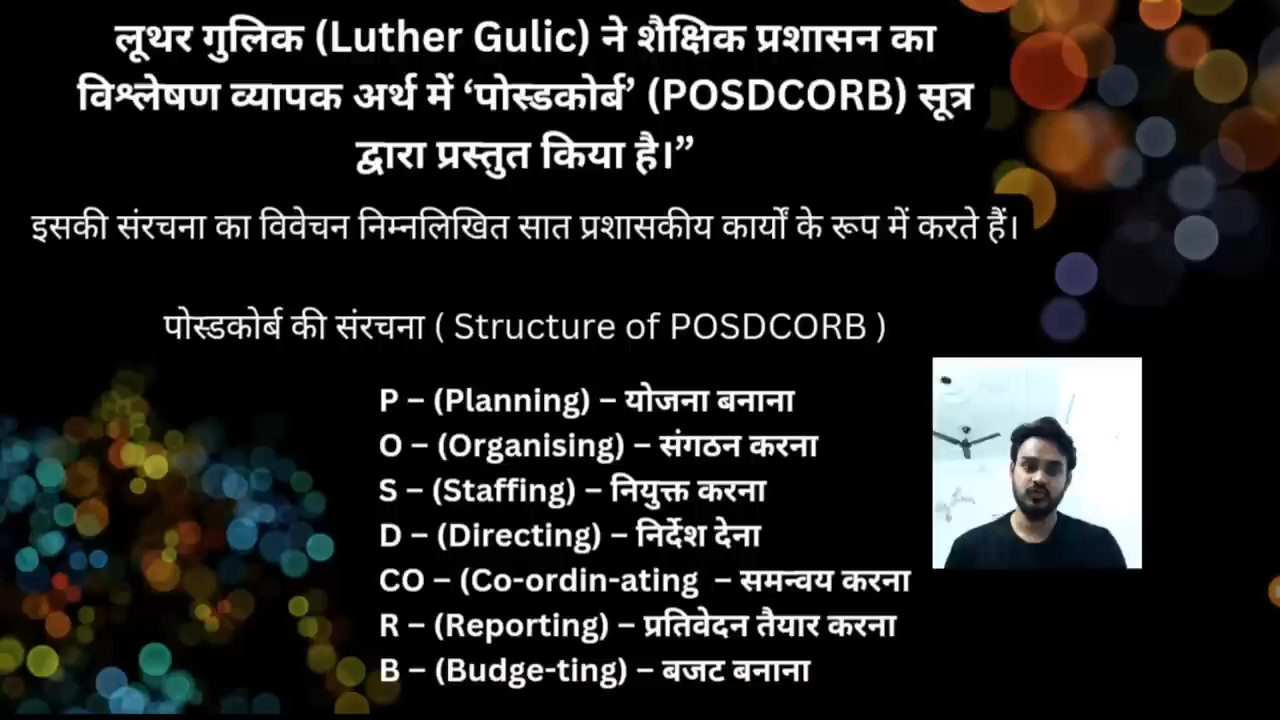 लूथर गुलिक (Luther Gulic) ने शैक्षिक प्रशासन का
विश्लेषण व्यापक अर्थ में ‘पोस्डकोर्ब’ (POSDCORB) सूत्र
द्वारा प्रस्तुत किया है।”
इसकी संरचना का विवेचन निम्नलिखित सात प्रशासकीय कार्यों के रूप में करते हैं।
पोस्डकोर्ब की संरचना ( Structure of POSDCORB )
P – (Planning) – योजना बनाना
O – (Organising) – संगठन करना
S – (Staffing) – नियुक्त करना
D – (Directing) – निर्देश देना
CO – (Co-ordin-ating – समन्वय करना
R – (Reporting) – प्रतिवेदन तैयार करना
B – (Budge-ting) – बजट बनाना